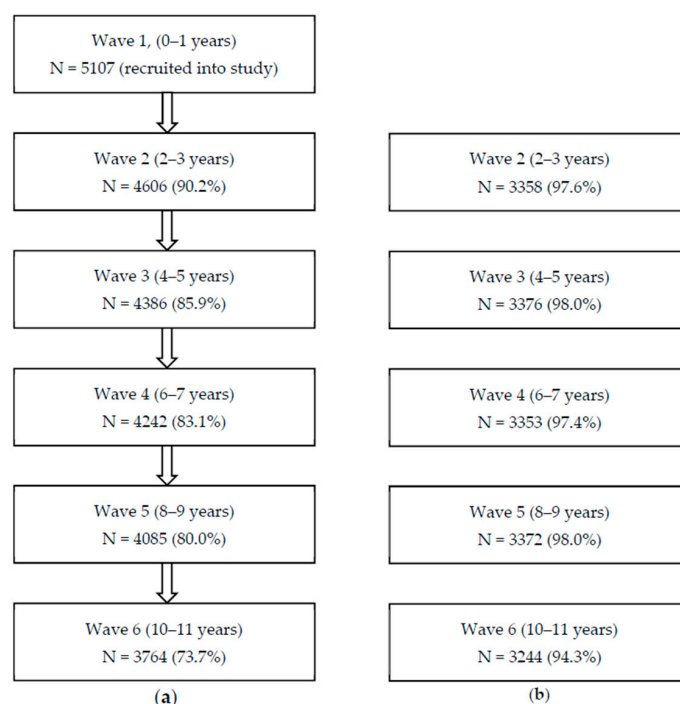 Wave 1, (0–1 years)
N = 5107 (recruited into study)
Wave 2 (2–3 years)
N = 4606 (90.2%)
Wave 3 (4–5 years)
N = 4386 (85.9%)
Wave 4 (6–7 years)
N = 4242 (83.1%)
Wave 5 (8–9 years)
N = 4085 (80.0%)
Wave 6 (10–11 years)
N = 3764 (73.7%)
(a)
Wave 2 (2–3 years)
N = 3358 (97.6%)
Wave 3 (4–5 years)
N = 3376 (98.0%)
Wave 4 (6–7 years)
N = 3353 (97.4%)
Wave 5 (8–9 years)
N = 3372 (98.0%)
Wave 6 (10–11 years)
N = 3244 (94.3%)
(b)